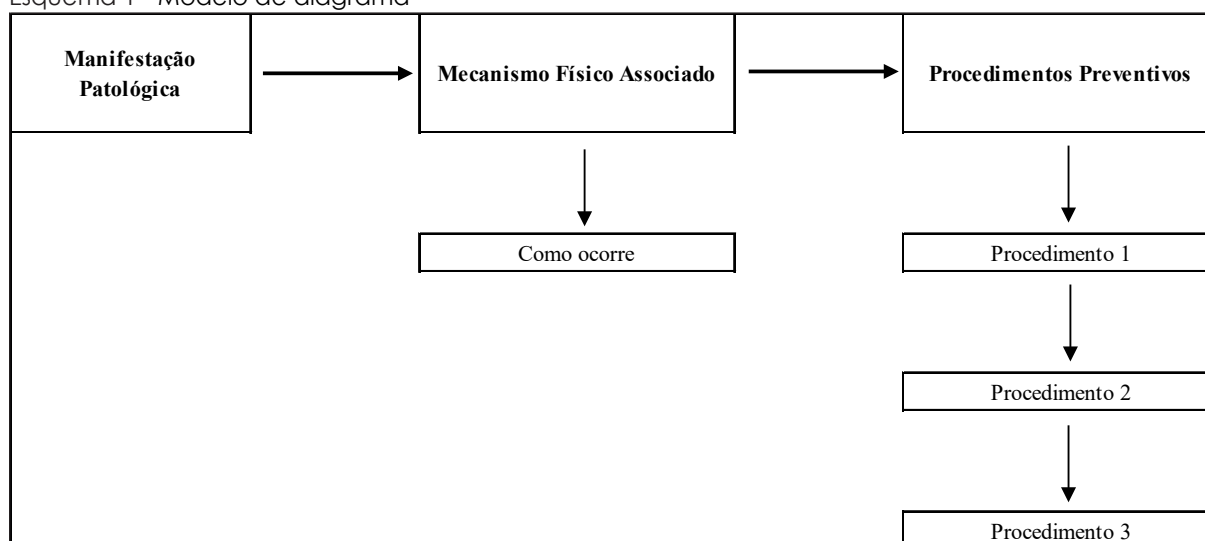 Esquema 1 - Modelo de diagrama
Manifestação
Patológica
Mecanismo Físico Associado
Procedimentos Preventivos
Como ocorre
Procedimento 1
Procedimento 2
Procedimento 3